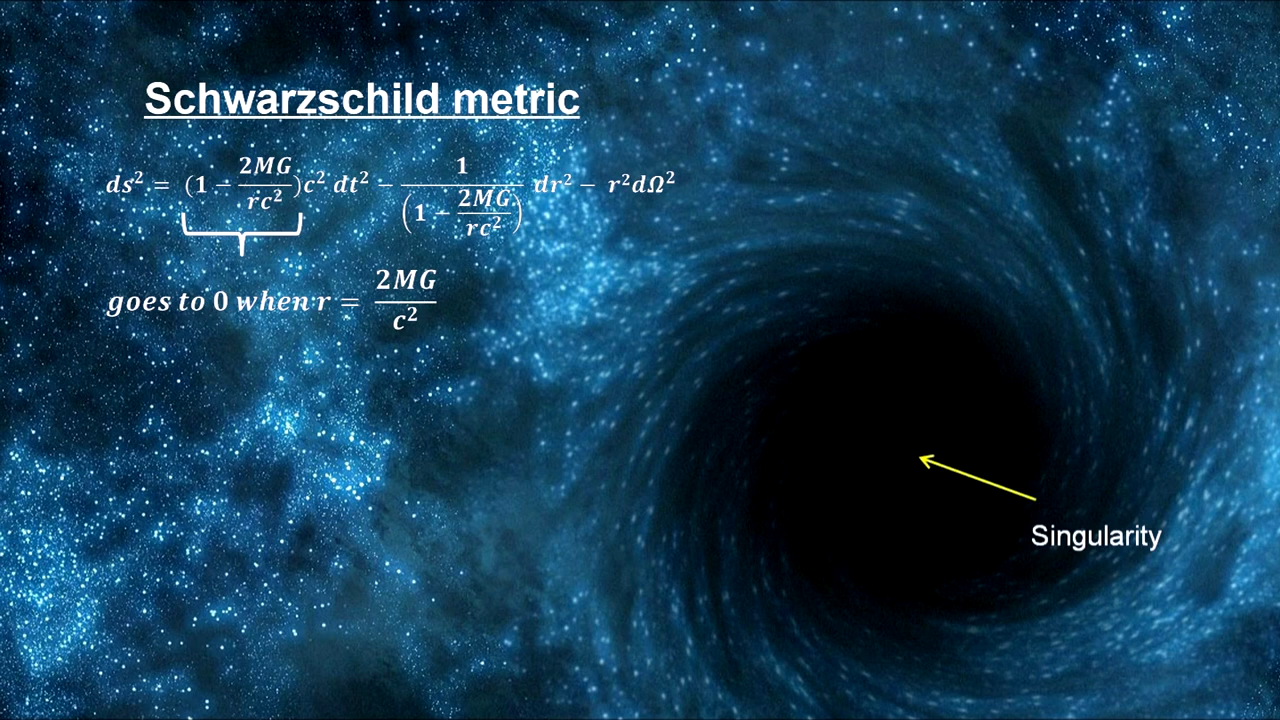 Schwarzschild metric
ds² = (1 − 2MG/rc²)c² dt² − 1/(1 − 2MG/rc²) dr² − r²dΩ²
goes to 0 when r = 2MG/c²
Singularity